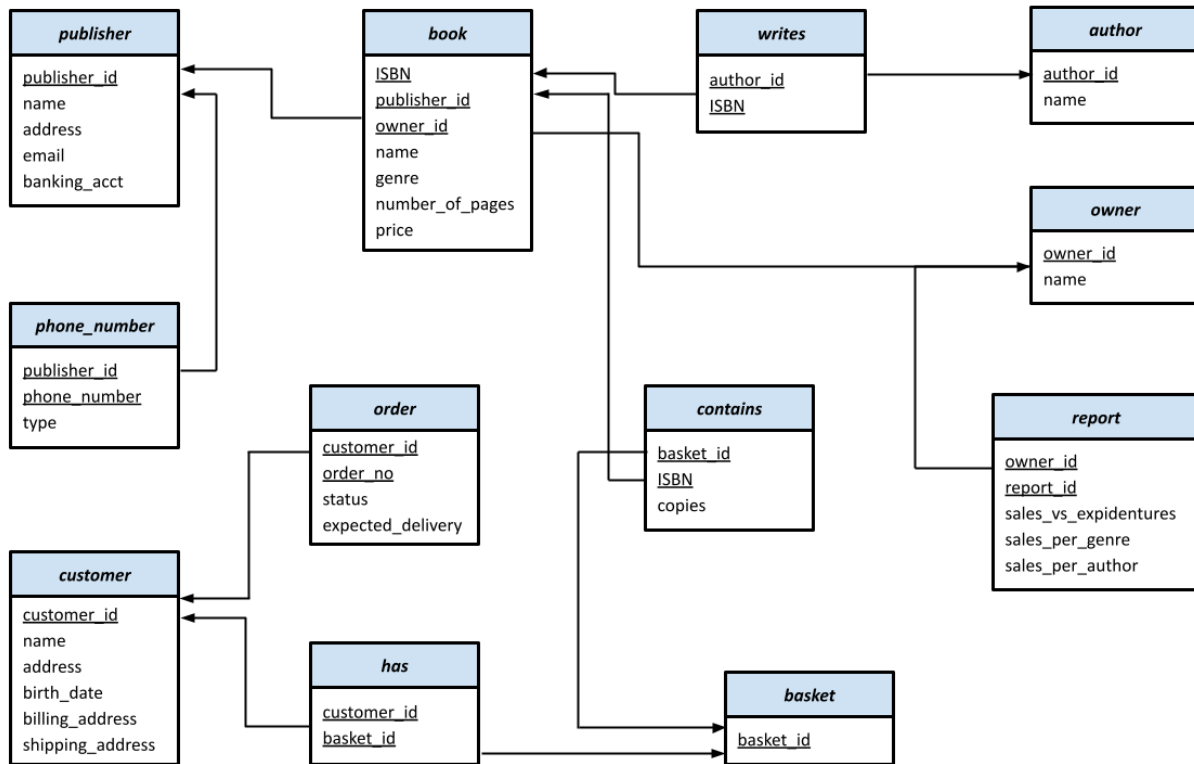 publisher
publisher_id
name
address
email
banking_acct
book
ISBN
publisher_id
owner_id
name
genre
number_of_pages
price
writes
author_id
ISBN
author
author_id
name
owner
owner_id
name
phone_number
publisher_id
phone_number
type
order
customer_id
order_no
status
expected_delivery
contains
basket_id
ISBN
copies
report
owner_id
report_id
sales_vs_expidentures
sales_per_genre
sales_per_author
customer
customer_id
name
address
birth_date
billing_address
shipping_address
has
customer_id
basket_id
basket
basket_id